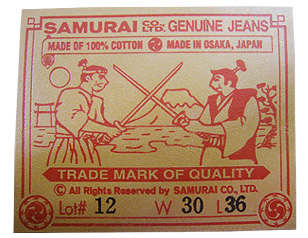 SAMURAI CO., LTD. GENUINE JEANS
MADE OF 100% COTTON MADE IN OSAKA, JAPAN
TRADE MARK OF QUALITY
© All Rights Reserved by SAMURAI CO., LTD.
Lot# 12 W 30 L 36